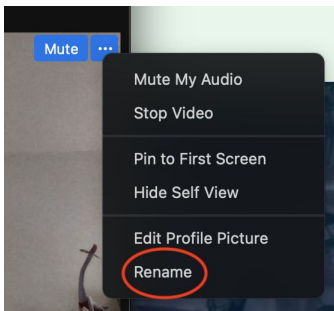 Mute ...
Mute My Audio
Stop Video
Pin to First Screen
Hide Self View
Edit Profile Picture
Rename